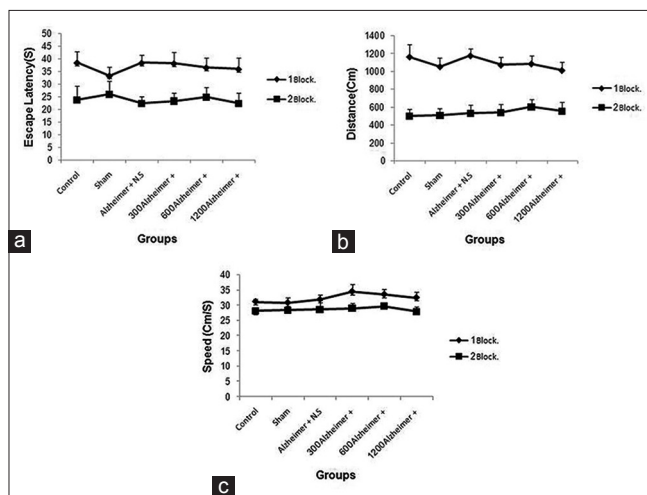 Escape Latency(S)
50
45
40
35
30
25
20
15
10
5
0
1Block.
2Block.
Control
Sham
Alzheimer + N.S
300Alzheimer +
600Alzheimer +
1200Alzheimer +
Groups
a
Distance(Cm)
1400
1200
1000
800
600
400
200
0
1Block.
2Block.
Control
Sham
Alzheimer + N.S
300Alzheimer +
600Alzheimer +
1200Alzheimer +
Groups
b
Speed (Cm/S)
40
35
30
25
20
15
10
5
0
1Block.
2Block.
Control
Sham
Alzheimer + N.S
300Alzheimer +
600Alzheimer +
1200Alzheimer +
Groups
c